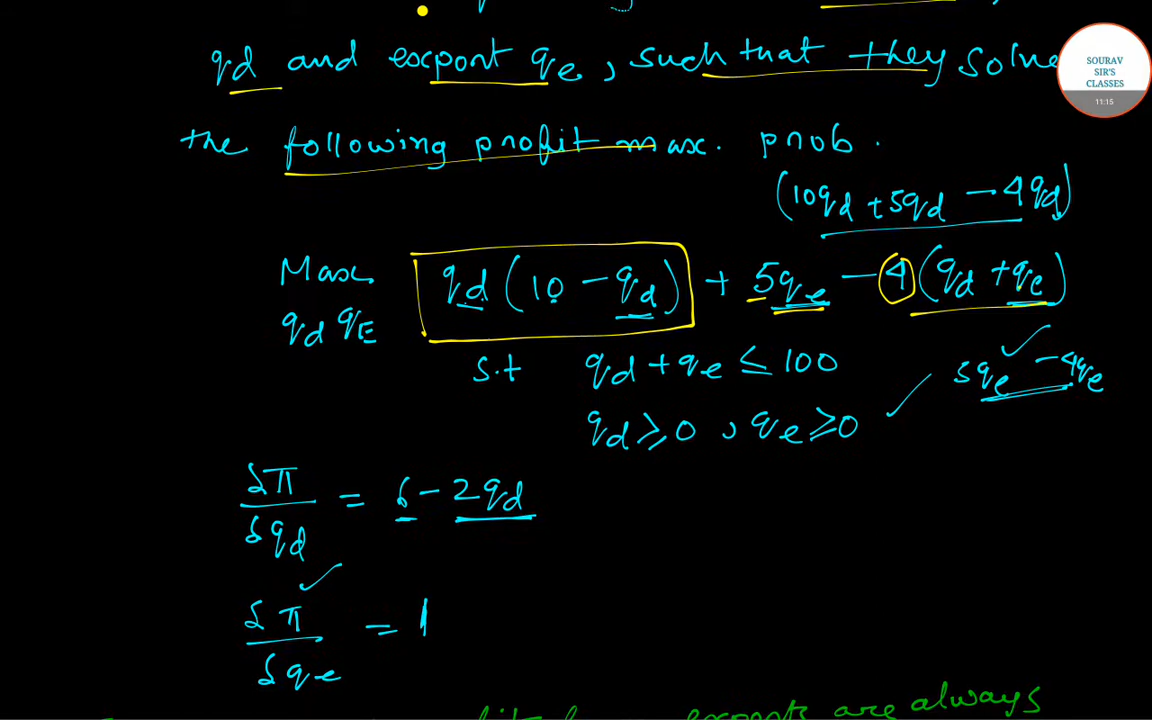 qd and export qe, such that they solve
the following profit max. prob.
(10qd + 5qd - 4qd)
Max qd(10 - qd) + 5qe - 4(qd + qe)
qd qE
s.t qd + qe ≤ 100
5qe - 4qe
qd ≥ 0, qe ≥ 0
δπ/δqd = 6 - 2qd
δπ/δqe = 1
exports are always
SOURAV
SIR'S
CLASSES
11:15